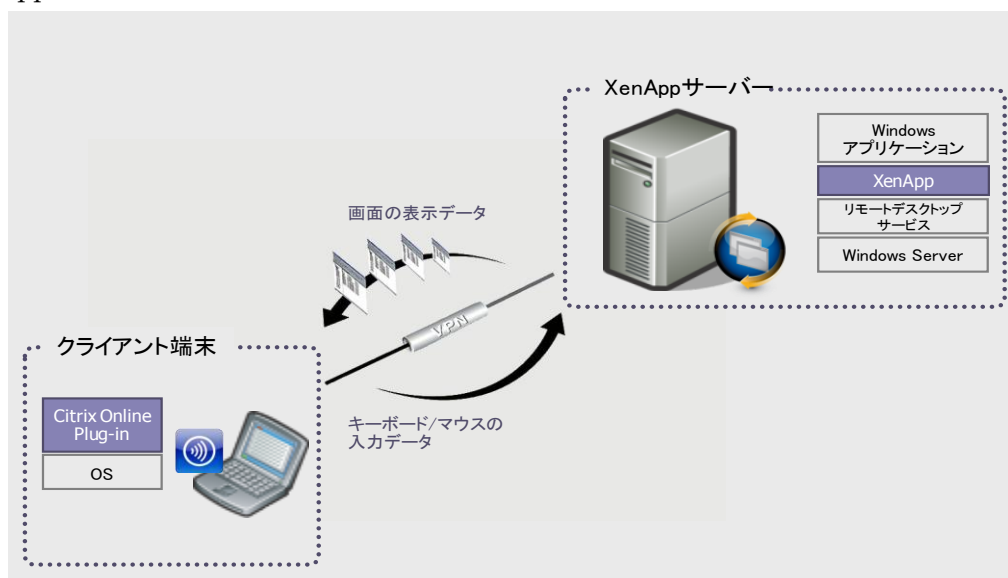 XenAppサーバー
Windows
アプリケーション
XenApp
リモートデスクトップ
サービス
Windows Server
画面の表示データ
VPN
クライアント端末
Citrix Online
Plug-in
OS
キーボード/マウスの
入力データ